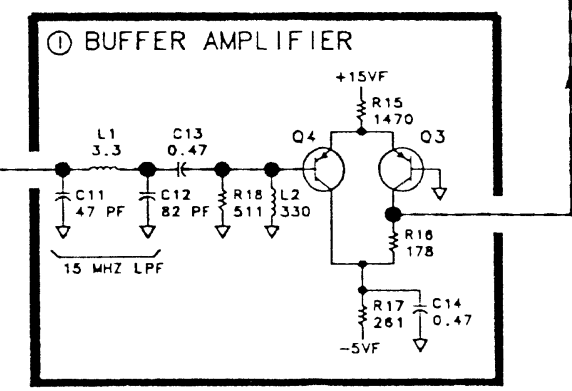 ① BUFFER AMPLIFIER
+15VF
R15
1470
L1
3.3
C13
0.47
Q4
Q3
C11
47 PF
C12
82 PF
R18
511
L2
330
R16
178
15 MHZ LPF
R17
261
C14
0.47
-5VF